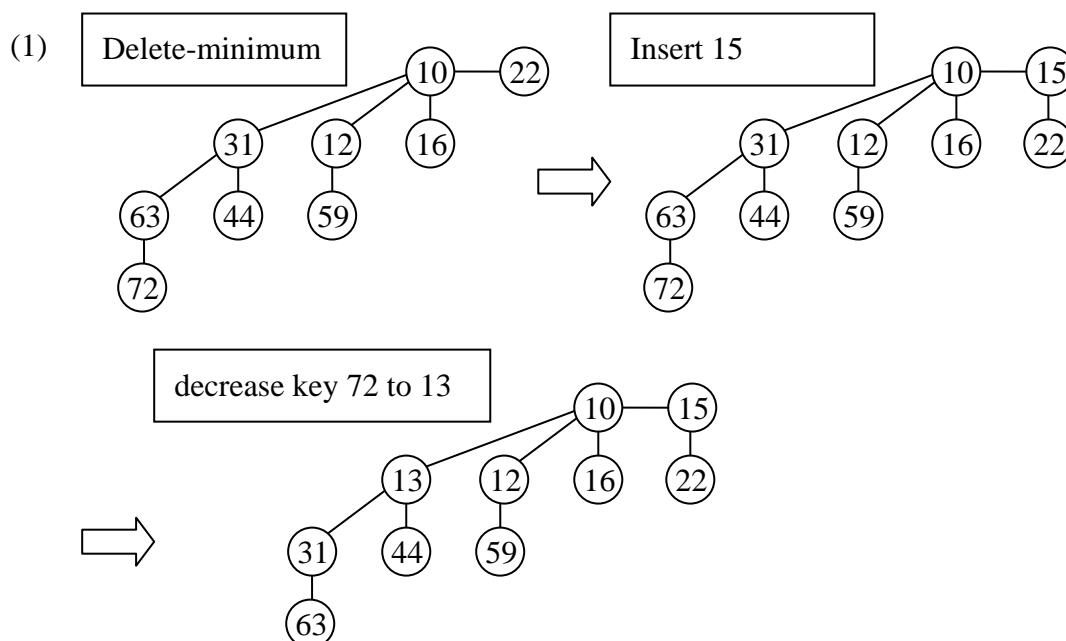 (1) Delete-minimum Insert 15
10 22 10 15
31 12 16 31 12 16 22
63 44 59 63 44 59
72 72
decrease key 72 to 13
10 15
13 12 16 22
31 44 59
63